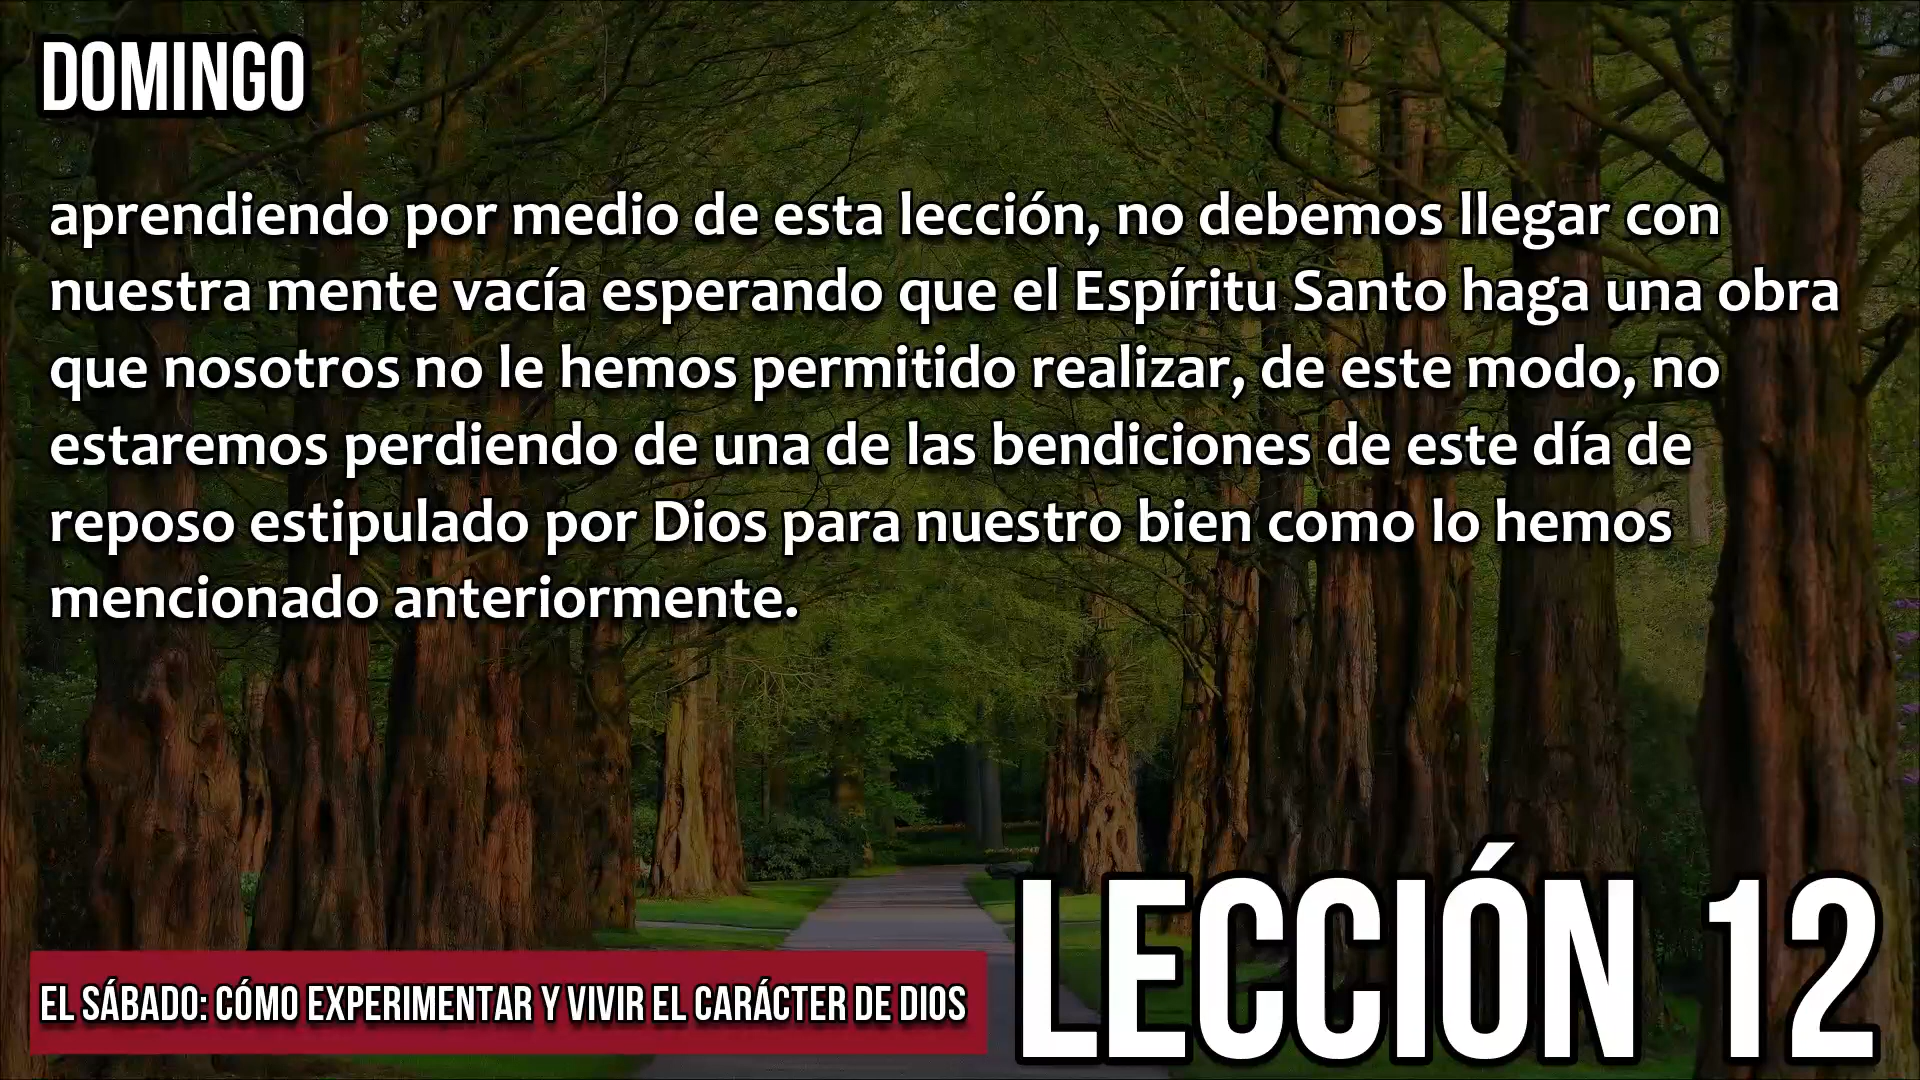 DOMINGO
aprendiendo por medio de esta lección, no debemos llegar con
nuestra mente vacía esperando que el Espíritu Santo haga una obra
que nosotros no le hemos permitido realizar, de este modo, no
estaremos perdiendo de una de las bendiciones de este día de
reposo estipulado por Dios para nuestro bien como lo hemos
mencionado anteriormente.
EL SÁBADO: CÓMO EXPERIMENTAR Y VIVIR EL CARÁCTER DE DIOS
LECCIÓN 12